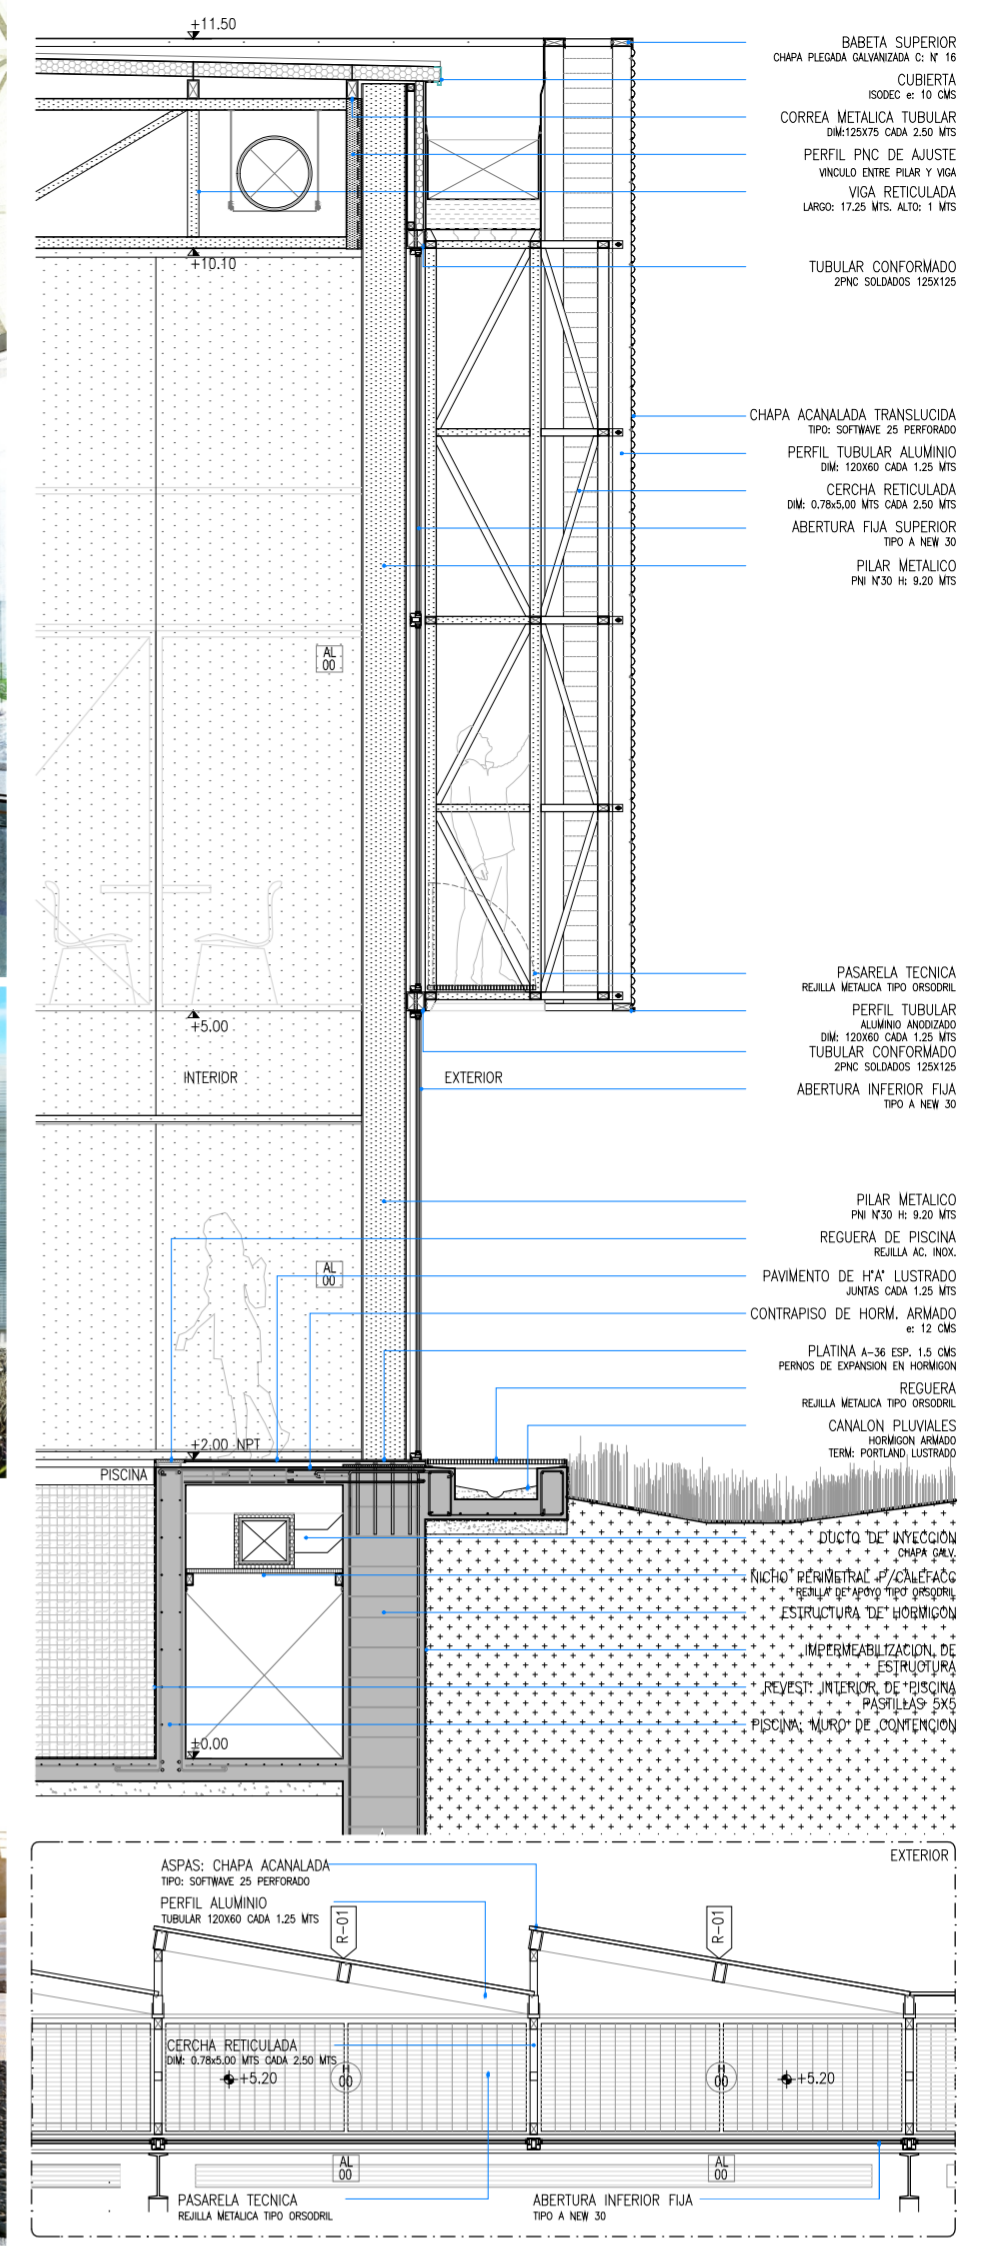 +11.50
BABETA SUPERIOR
CHAPA PLEGADA GALVANIZADA C: N° 16
CUBIERTA
ISODEC e: 10 CMS
CORREA METALICA TUBULAR
DIM:125X75 CADA 2.50 MTS
PERFIL PNC DE AJUSTE
VINCULO ENTRE PILAR Y VIGA
VIGA RETICULADA
LARGO: 17.25 MTS. ALTO: 1 MTS
+10.10
TUBULAR CONFORMADO
2PNC SOLDADOS 125X125
CHAPA ACANALADA TRANSLUCIDA
TIPO: SOFTWAVE 25 PERFORADO
PERFIL TUBULAR ALUMINIO
DIM: 120X60 CADA 1.25 MTS
CERCHA RETICULADA
DIM: 0.78x5,00 MTS CADA 2.50 MTS
ABERTURA FIJA SUPERIOR
TIPO A NEW 30
PILAR METALICO
PNI N°30 H: 9.20 MTS
AL
00
PASARELA TECNICA
REJILLA METALICA TIPO ORSODRIL
PERFIL TUBULAR
ALUMINIO ANODIZADO
DIM: 120X60 CADA 1.25 MTS
+5.00
TUBULAR CONFORMADO
2PNC SOLDADOS 125X125
INTERIOR
EXTERIOR
ABERTURA INFERIOR FIJA
TIPO A NEW 30
PILAR METALICO
PNI N°30 H: 9.20 MTS
REGUERA DE PISCINA
REJILLA AC. INOX.
AL
00
PAVIMENTO DE H°A° LUSTRADO
JUNTAS CADA 1.25 MTS
CONTRAPISO DE HORM. ARMADO
e: 12 CMS
PLATINA A-36 ESP. 1.5 CMS
PERNOS DE EXPANSION EN HORMIGON
REGUERA
REJILLA METALICA TIPO ORSODRIL
CANALON PLUVIALES
HORMIGON ARMADO
TERM: PORTLAND LUSTRADO
+2.00 NPT
PISCINA
DUCTO DE INYECCION
CHAPA GALV.
NICHO PERIMETRAL P/CALEFACC
REJILLA DE APOYO TIPO ORSODRIL
ESTRUCTURA DE HORMIGON
IMPERMEABILIZACION DE
ESTRUCTURA
REVEST. INTERIOR DE PISCINA
PASTILLAS 5X5
PISCINA: MURO DE CONTENCION
±0.00
EXTERIOR
ASPAS: CHAPA ACANALADA
TIPO: SOFTWAVE 25 PERFORADO
PERFIL ALUMINIO
TUBULAR 120X60 CADA 1.25 MTS
R-01
R-01
CERCHA RETICULADA
DIM: 0.78x5.00 MTS CADA 2.50 MTS
+5.20
H
00
H
00
+5.20
AL
00
AL
00
PASARELA TECNICA
REJILLA METALICA TIPO ORSODRIL
ABERTURA INFERIOR FIJA
TIPO A NEW 30